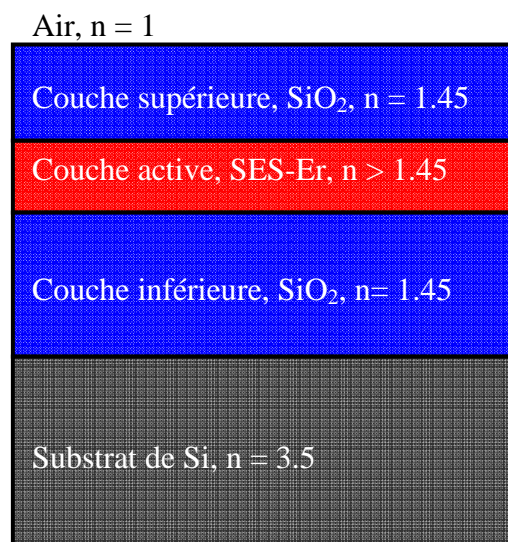 Air, n = 1
Couche supérieure, SiO₂, n = 1.45
Couche active, SES-Er, n > 1.45
Couche inférieure, SiO₂, n= 1.45
Substrat de Si, n = 3.5